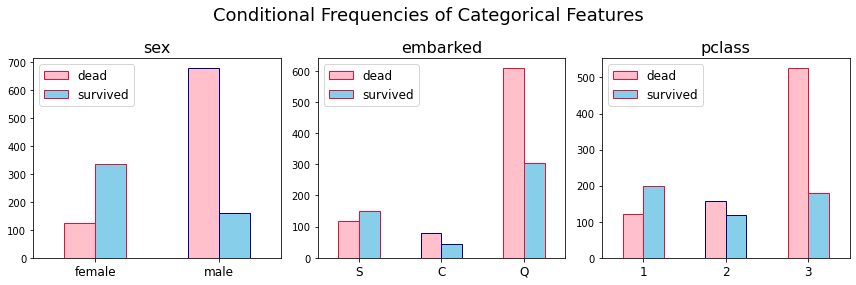 Conditional Frequencies of Categorical Features
sex
embarked
pclass
dead
survived
0
100
200
300
400
500
600
700
female
male
dead
survived
0
100
200
300
400
500
600
S
C
Q
dead
survived
0
100
200
300
400
500
1
2
3